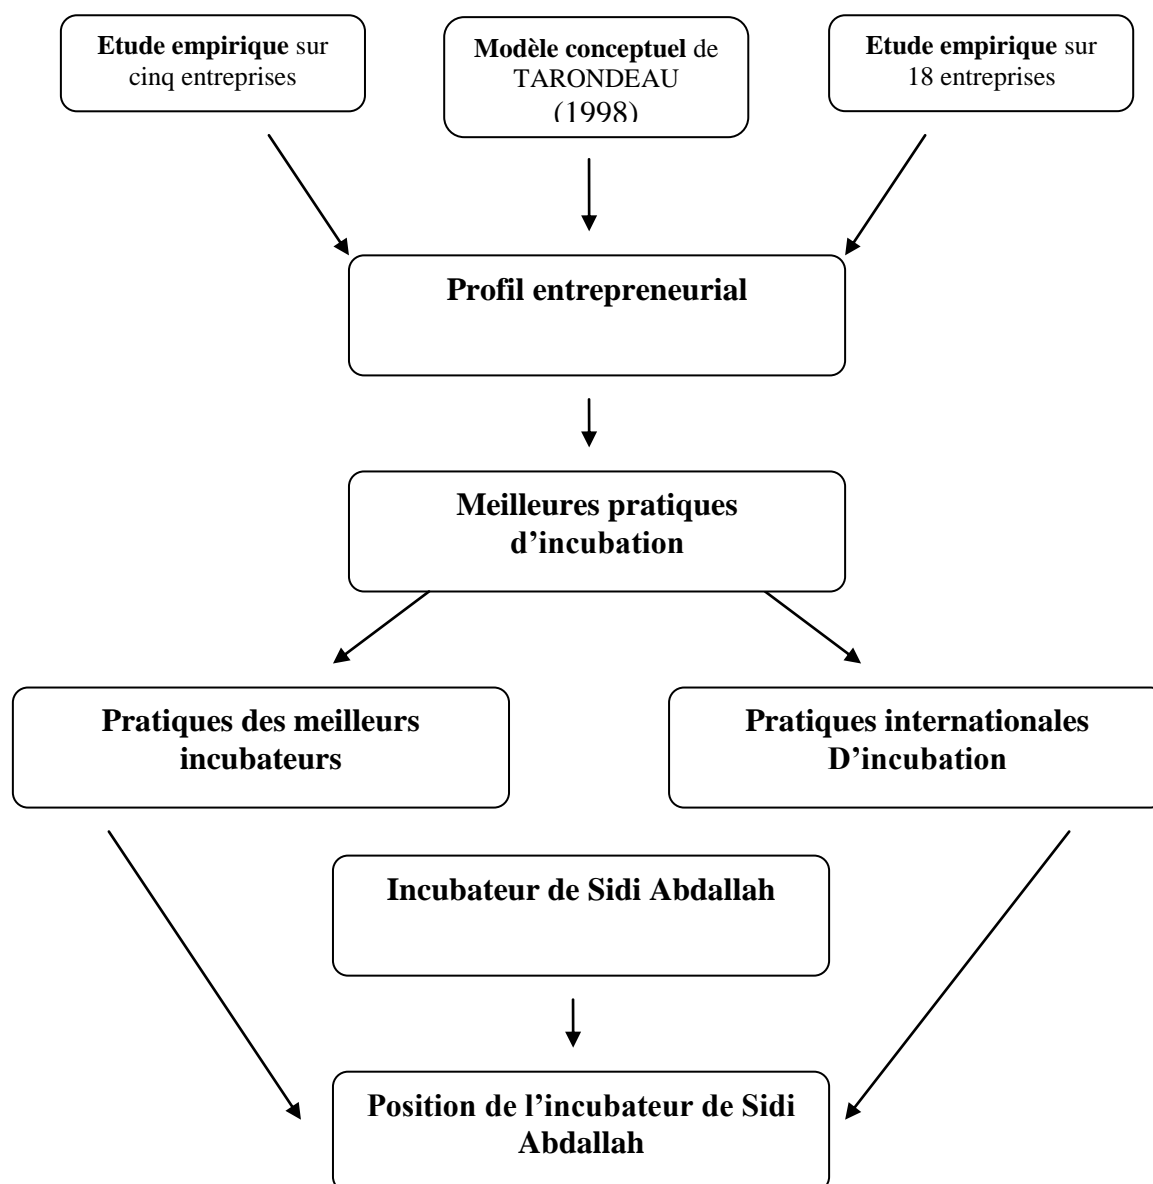 Etude empirique sur
cinq entreprises
Modèle conceptuel de
TARONDEAU
(1998)
Etude empirique sur
18 entreprises
Profil entrepreneurial
Meilleures pratiques
d’incubation
Pratiques des meilleurs
incubateurs
Pratiques internationales
D’incubation
Incubateur de Sidi Abdallah
Position de l’incubateur de Sidi
Abdallah